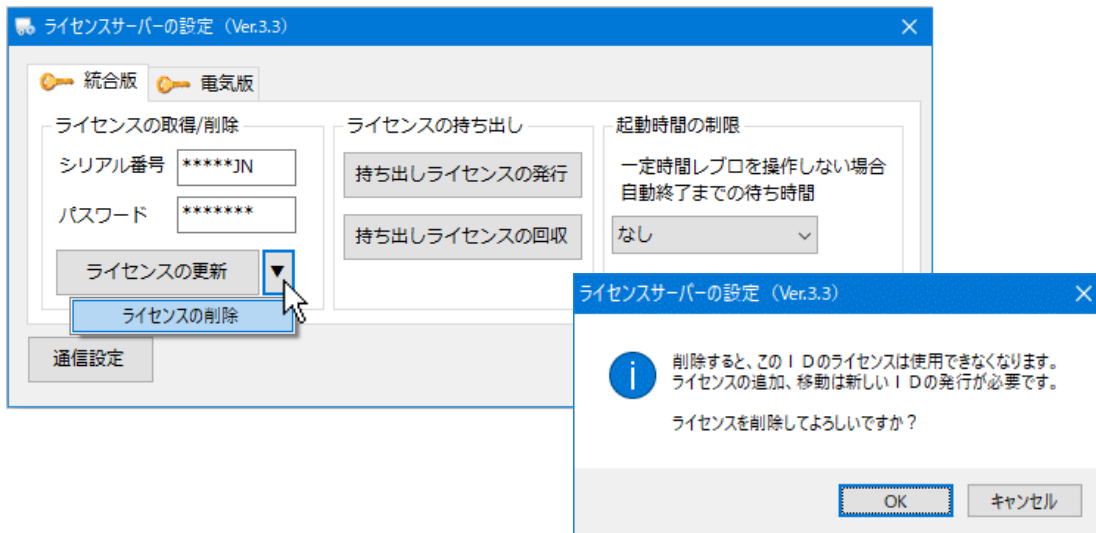 ライセンスサーバーの設定（Ver.3.3）
統合版 電気版
ライセンスの取得/削除
シリアル番号 *****JN
パスワード *******
ライセンスの更新 ▼
ライセンスの削除
通信設定
ライセンスの持ち出し
持ち出しライセンスの発行
持ち出しライセンスの回収
起動時間の制限
一定時間レブロを操作しない場合
自動終了までの待ち時間
なし
ライセンスサーバーの設定（Ver.3.3）
削除すると、このＩＤのライセンスは使用できなくなります。
ライセンスの追加、移動は新しいＩＤの発行が必要です。
ライセンスを削除してよろしいですか？
OK キャンセル